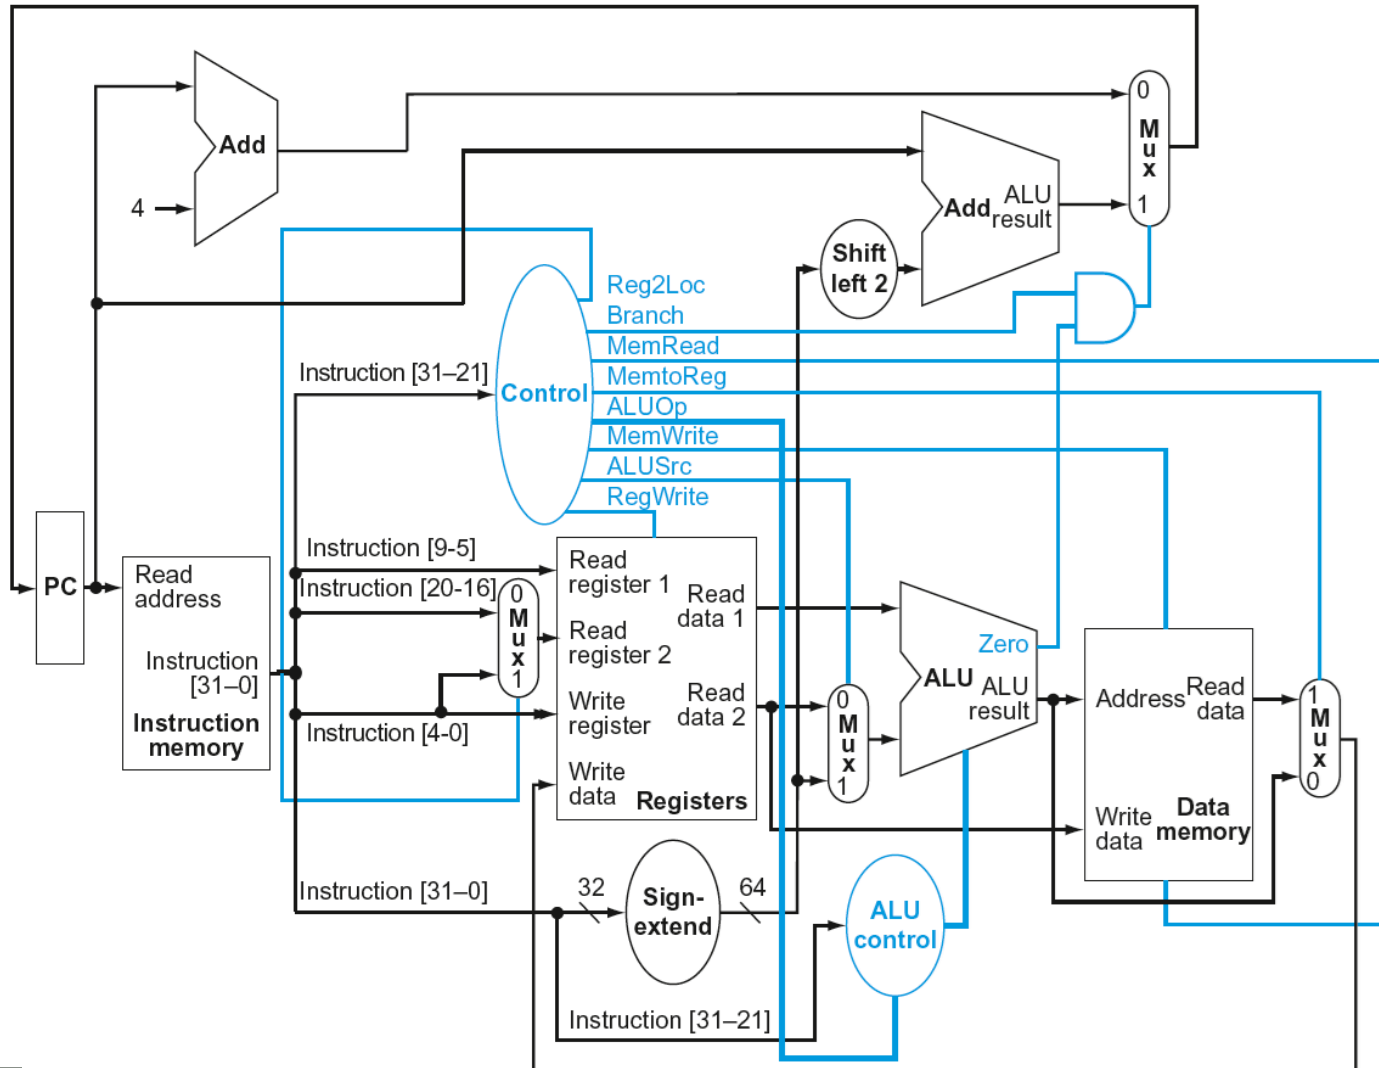 0
M
u
x
1
Add
4
Add
ALU
result
Shift
left 2
Reg2Loc
Branch
MemRead
MemtoReg
ALUOp
MemWrite
ALUSrc
RegWrite
Control
Instruction [31–21]
Instruction [9-5]
Instruction [20-16]
Instruction [4-0]
Instruction [31–0]
Instruction [31–21]
PC
Read
address
Instruction
[31–0]
Instruction
memory
0
M
u
x
1
Read
register 1
Read
register 2
Write
register
Write
data
Read
data 1
Read
data 2
Registers
0
M
u
x
1
Zero
ALU
ALU
result
Address
Read
data
Write
data
Data
memory
1
M
u
x
0
32
Sign-
extend
64
ALU
control